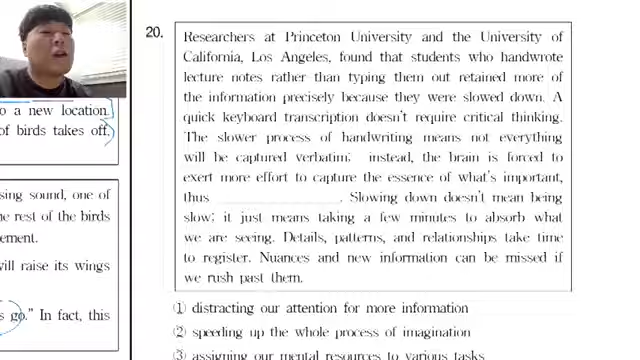 o a new location.
of birds takes off,
sing sound, one of
he rest of the birds
ement.
will raise its wings
s go." In fact, this
20.
Researchers at Princeton University and the University of
California, Los Angeles, found that students who handwrote
lecture notes rather than typing them out retained more of
the information precisely because they were slowed down. A
quick keyboard transcription doesn't require critical thinking.
The slower process of handwriting means not everything
will be captured verbatim; instead, the brain is forced to
exert more effort to capture the essence of what's important,
thus ____________________. Slowing down doesn't mean being
slow; it just means taking a few minutes to absorb what
we are seeing. Details, patterns, and relationships take time
to register. Nuances and new information can be missed if
we rush past them.
① distracting our attention for more information
② speeding up the whole process of imagination
③ assigning our mental resources to various tasks